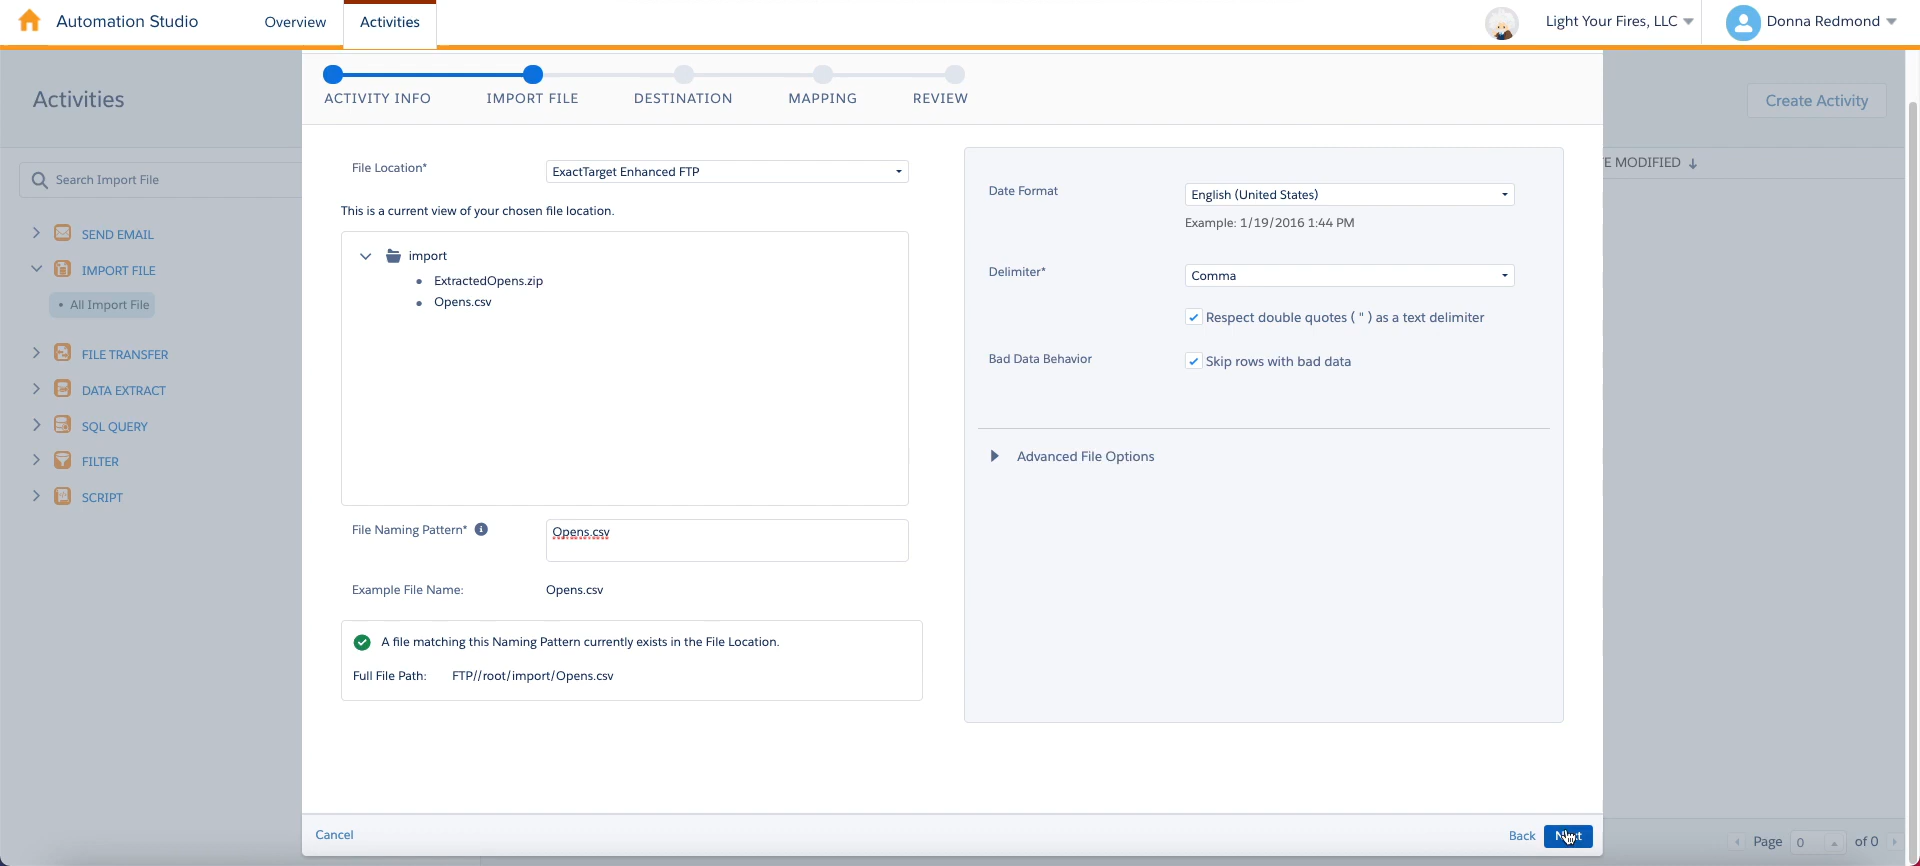 Automation Studio
Overview
Activities
Light Your Fires, LLC
Donna Redmond
Activities
Create Activity
ACTIVITY INFO
IMPORT FILE
DESTINATION
MAPPING
REVIEW
Search Import File
SEND EMAIL
IMPORT FILE
• All Import File
FILE TRANSFER
DATA EXTRACT
SQL QUERY
FILTER
SCRIPT
E MODIFIED
File Location*
ExactTarget Enhanced FTP
This is a current view of your chosen file location.
import
ExtractedOpens.zip
Opens.csv
File Naming Pattern*
Opens.csv
Example File Name:
Opens.csv
A file matching this Naming Pattern currently exists in the File Location.
Full File Path:
FTP//root/import/Opens.csv
Date Format
English (United States)
Example: 1/19/2016 1:44 PM
Delimiter*
Comma
Respect double quotes ( " ) as a text delimiter
Bad Data Behavior
Skip rows with bad data
Advanced File Options
Cancel
Back
Page 0 of 0